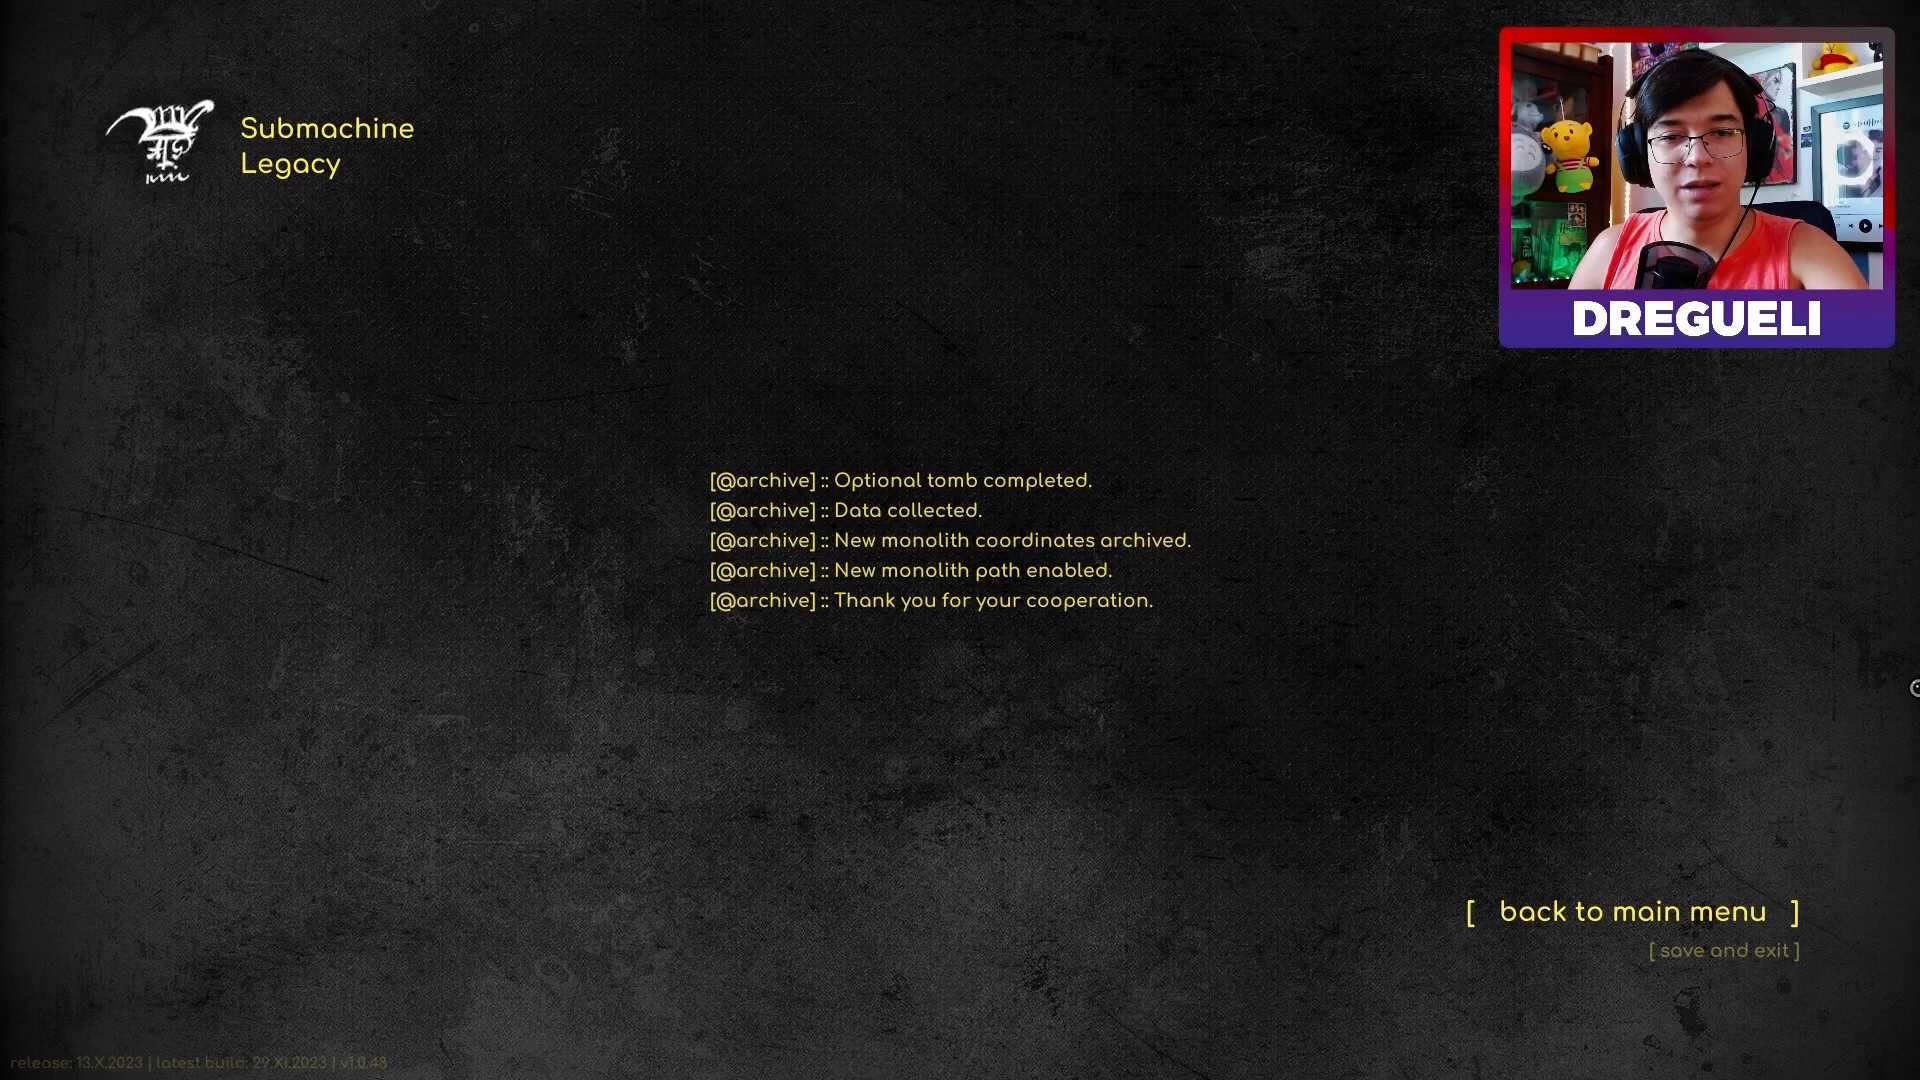 Submachine
Legacy
DREGUELI
[@archive] :: Optional tomb completed.
[@archive] :: Data collected.
[@archive] :: New monolith coordinates archived.
[@archive] :: New monolith path enabled.
[@archive] :: Thank you for your cooperation.
[ back to main menu ]
[ save and exit ]
release: 13.X.2023 | latest build: 29.XI.2023 | v1.0.48